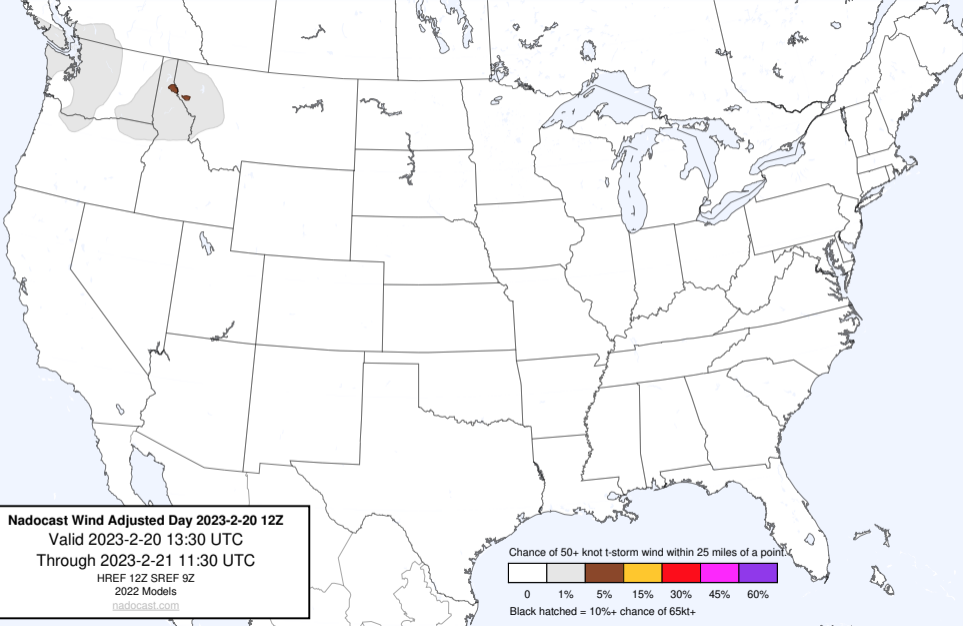 Nadocast Wind Adjusted Day 2023-2-20 12Z
Valid 2023-2-20 13:30 UTC
Through 2023-2-21 11:30 UTC
HREF 12Z SREF 9Z
2022 Models
nadocast.com
Chance of 50+ knot t-storm wind within 25 miles of a point.
0 1% 5% 15% 30% 45% 60%
Black hatched = 10%+ chance of 65kt+